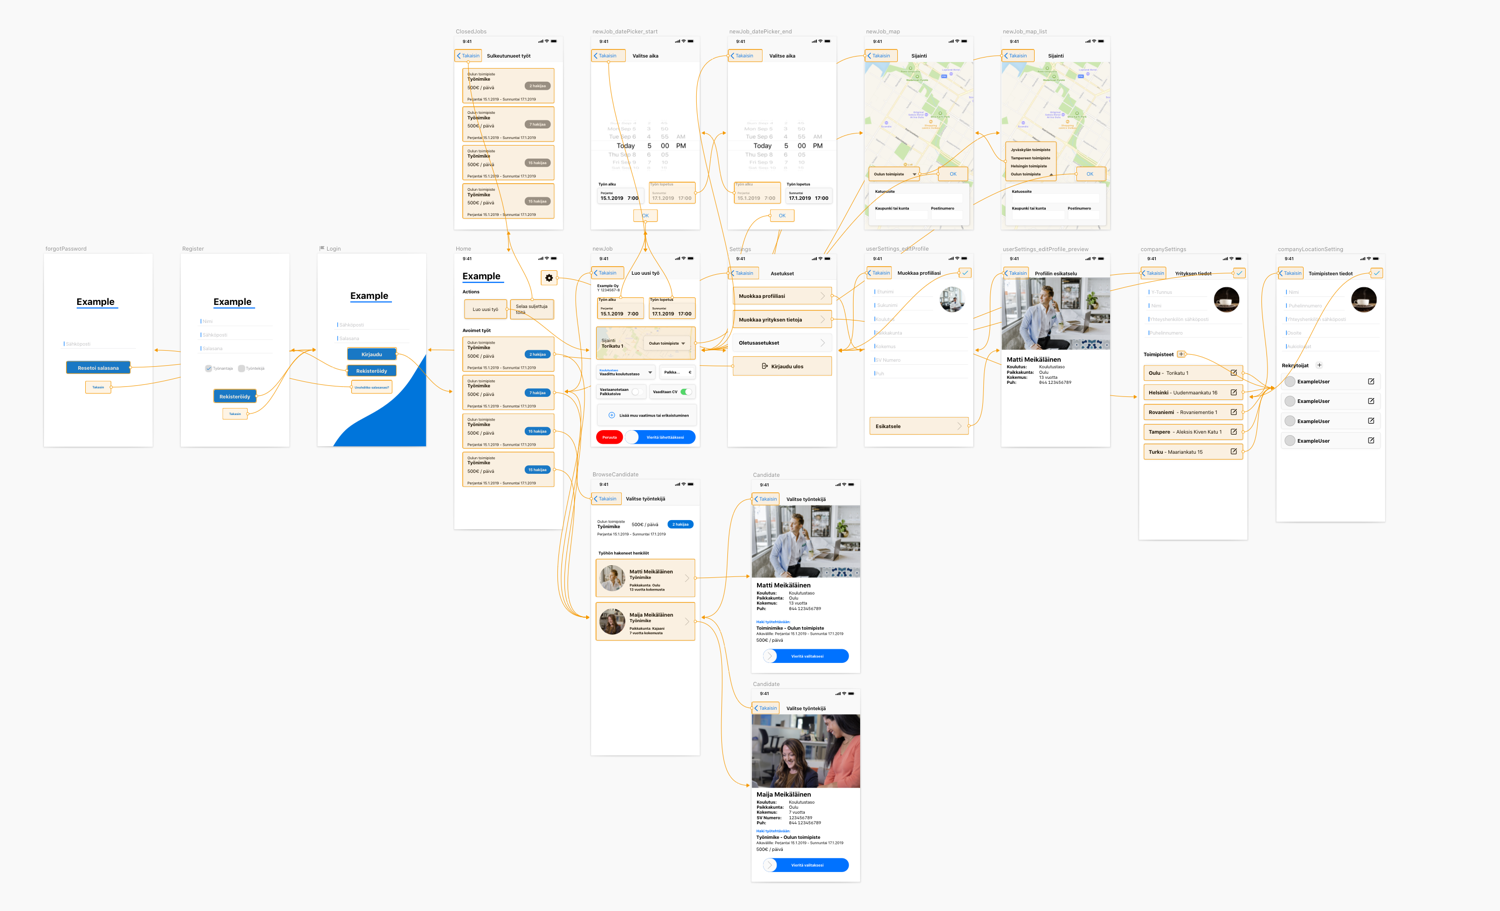 ClosedJobs
9:41
Takaisin
Sulkeutuneet työt
Oulun toimipiste
Työnimike
500€ / päivä
2 hakijaa
Perjantai 15.1.2019 - Sunnuntai 17.1.2019
Oulun toimipiste
Työnimike
500€ / päivä
7 hakijaa
Perjantai 15.1.2019 - Sunnuntai 17.1.2019
Oulun toimipiste
Työnimike
500€ / päivä
10 hakijaa
Perjantai 15.1.2019 - Sunnuntai 17.1.2019
Oulun toimipiste
Työnimike
500€ / päivä
10 hakijaa
Perjantai 15.1.2019 - Sunnuntai 17.1.2019
newJob_datePicker_start
9:41
Takaisin
Valitse aika
Tue Sep 6 4 55 AM
Today 5 00 PM
Thu Sep 8 6 05
Fri Sep 9 7 10
Työn alku
Työn lopetus
Perjantai
15.1.2019 7:00
Sunnuntai
17.1.2019 17:00
OK
newJob_datePicker_end
9:41
Takaisin
Valitse aika
Tue Sep 6 4 55 AM
Today 5 00 PM
Thu Sep 8 6 05
Fri Sep 9 7 10
Työn alku
Työn lopetus
Perjantai
15.1.2019 7:00
Sunnuntai
17.1.2019 17:00
OK
newJob_map
9:41
Takaisin
Sijainti
Oulun toimipiste
OK
Katuosoite
Kaupunki tai kunta
Postinumero
newJob_map_list
9:41
Takaisin
Sijainti
Jyväskylän toimipiste
Tampereen toimipiste
Helsingin toimipiste
Oulun toimipiste
OK
Katuosoite
Kaupunki tai kunta
Postinumero
forgotPassword
Example
Sähköposti
Resetoi salasana
Takaisin
Register
Example
Nimi
Sähköposti
Salasana
Työnantaja
Työntekijä
Rekisteröidy
Takaisin
Login
Example
Sähköposti
Salasana
Kirjaudu
Rekisteröidy
Unohditko salasanasi?
Home
9:41
Example
Actions
Luo uusi työ
Selaa suljettuja töitä
Avoimet työt
Oulun toimipiste
Työnimike
500€ / päivä
2 hakijaa
Perjantai 15.1.2019 - Sunnuntai 17.1.2019
Oulun toimipiste
Työnimike
500€ / päivä
7 hakijaa
Perjantai 15.1.2019 - Sunnuntai 17.1.2019
Oulun toimipiste
Työnimike
500€ / päivä
10 hakijaa
Perjantai 15.1.2019 - Sunnuntai 17.1.2019
Oulun toimipiste
Työnimike
500€ / päivä
10 hakijaa
Perjantai 15.1.2019 - Sunnuntai 17.1.2019
newJob
9:41
Takaisin
Luo uusi työ
Example Oy
Y 1234567-8
Työn alku
Työn lopetus
Perjantai
15.1.2019 7:00
Sunnuntai
17.1.2019 17:00
Sijainti
Torikatu 1
Oulun toimipiste
Vaadittu koulutustaso
Palkka... €
Vastaanotetaan
Palkkatoive
Vaaditaan CV
Lisää muu vaatimus tai erikoistuminen
Peruuta
Vieritä lähettääksesi
Settings
9:41
Takaisin
Asetukset
Muokkaa profiiliasi
Muokkaa yrityksen tietoja
Oletusasetukset
Kirjaudu ulos
userSettings_editProfile
9:41
Takaisin
Muokkaa profiiliasi
Etunimi
Sukunimi
Koulutus
Paikkakunta
Kokemus
SV Numero
Puh
Esikatsele
userSettings_editProfile_preview
9:41
Takaisin
Profiilin esikatselu
Matti Meikäläinen
Koulutus: Koulutustaso
Paikkakunta: Oulu
Kokemus: 13 vuotta
Puh: 844 123456789
companySettings
9:41
Takaisin
Yrityksen tiedot
Y-Tunnus
Nimi
Yhteyshenkilön sähköposti
Puhelinnumero
Toimipisteet
Oulu - Torikatu 1
Helsinki - Uudenmaankatu 16
Rovaniemi - Rovaniementie 1
Tampere - Aleksis Kiven Katu 1
Turku - Maariankatu 15
companyLocationSetting
9:41
Takaisin
Toimipisteen tiedot
Nimi
Puhelinnumero
Yhteyshenkilön sähköposti
Osoite
Kaupunki
Rekrytoijat
ExampleUser
ExampleUser
ExampleUser
ExampleUser
BrowseCandidate
9:41
Takaisin
Valitse työntekijä
Oulun toimipiste
Työnimike
500€ / päivä
2 hakijaa
Perjantai 15.1.2019 - Sunnuntai 17.1.2019
Työhön hakeneet henkilöt
Matti Meikäläinen
Työnimike
Paikkakunta: Oulu
13 vuotta kokemusta
Maija Meikäläinen
Työnimike
Paikkakunta: Kajaani
7 vuotta kokemusta
Candidate
9:41
Takaisin
Valitse työntekijä
Matti Meikäläinen
Koulutus: Koulutustaso
Paikkakunta: Oulu
Kokemus: 13 vuotta
Puh: 844 123456789
Haki työtehtävään:
Toiminimike - Oulun toimipiste
Aikavälille: Perjantai 15.1.2019 - Sunnuntai 17.1.2019
500€ / päivä
Vieritä valitaksesi
Candidate
9:41
Takaisin
Valitse työntekijä
Maija Meikäläinen
Koulutus: Koulutustaso
Paikkakunta: Oulu
Kokemus: 7 vuotta
SV Numero: 123456789
Puh: 844 123456789
Haki työtehtävään:
Työnimike - Oulun toimipiste
Aikavälille: Perjantai 15.1.2019 - Sunnuntai 17.1.2019
500€ / päivä
Vieritä valitaksesi